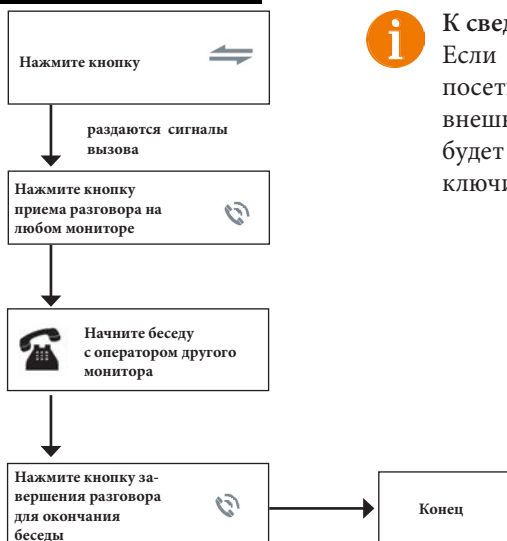 Нажмите кнопку
раздаются сигналы
вызова
Нажмите кнопку
приема разговора на
любом мониторе
Начните беседу
с оператором другого
монитора
Нажмите кнопку за-
вершения разговора
для окончания
беседы
Конец
К свед
Если
посет
внешн
будет
ключи